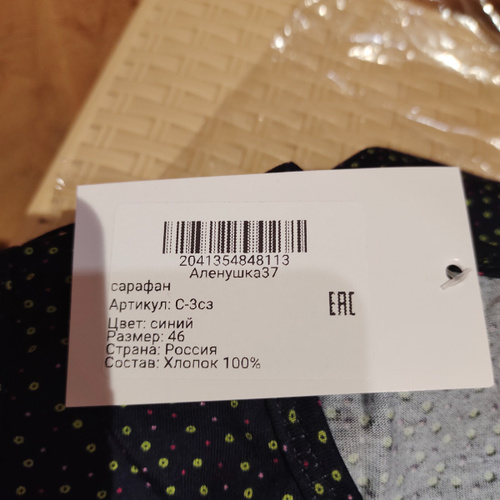 2041354848113
Аленушка37
сарафан
Артикул: С-3сз
EAC
Цвет: синий
Размер: 46
Страна: Россия
Состав: Хлопок 100%